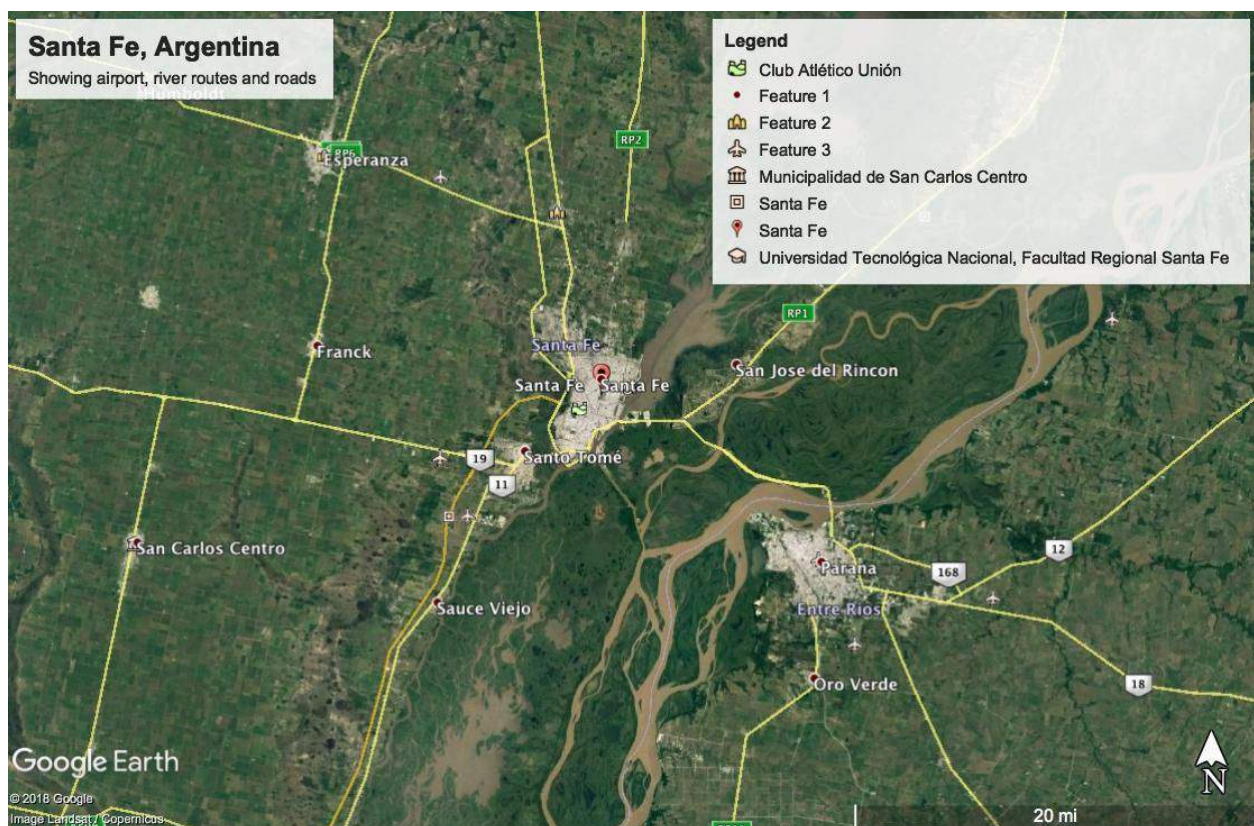 Santa Fe, Argentina
Showing airport, river routes and roads
Humboldt
Legend
Club Atlético Unión
Feature 1
Feature 2
Feature 3
Municipalidad de San Carlos Centro
Santa Fe
Santa Fe
Universidad Tecnológica Nacional, Facultad Regional Santa Fe
RP2
RP6
Esperanza
RP1
Santa Fe
Franck
San Jose del Rincon
Santa Fe
Santa Fe
19
Santo Tomé
11
San Carlos Centro
12
Parana
168
Sauce Viejo
Entre Rios
Oro Verde
18
Google Earth
N
© 2018 Google
Image Landsat / Copernicus
20 mi